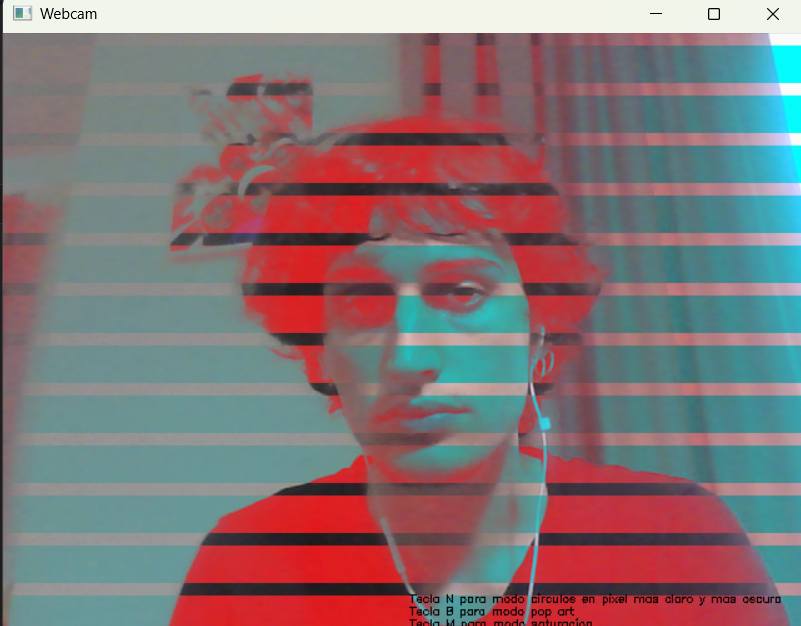 Webcam
Tecla N para modo circulos en pixel mas claro y mas oscuro
Tecla B para modo pop art
Tecla M para modo saturacion